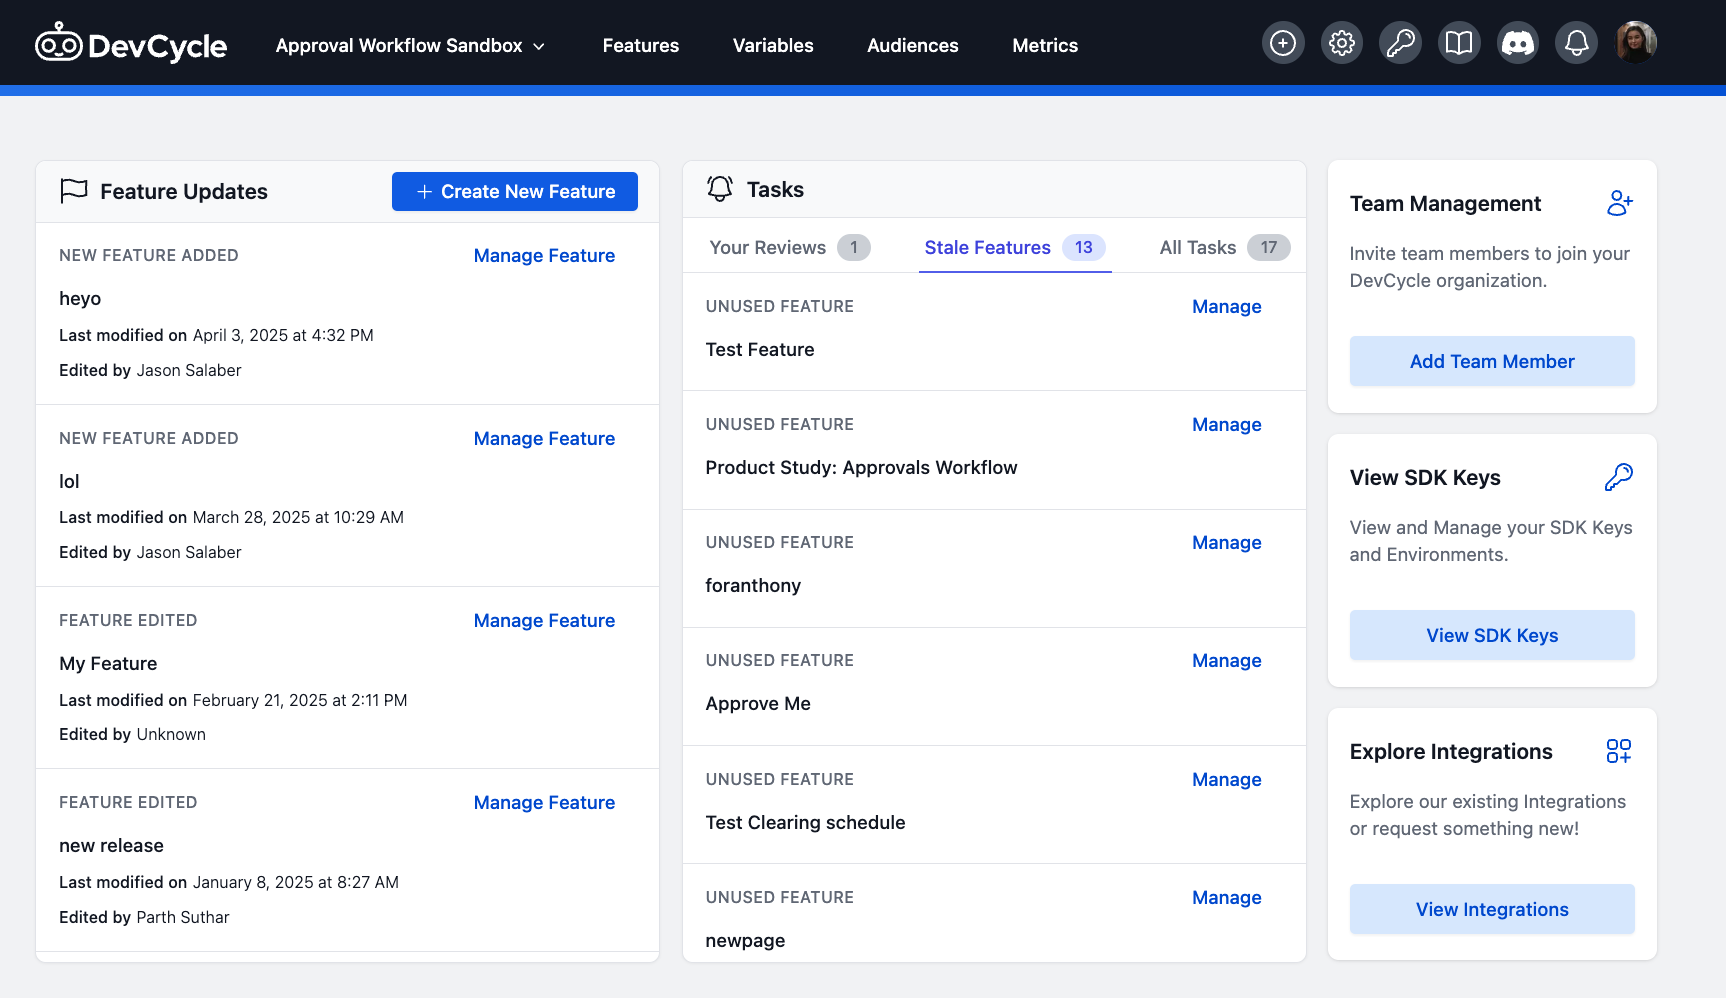 DevCycle
Approval Workflow Sandbox
Features
Variables
Audiences
Metrics
Feature Updates
Create New Feature
NEW FEATURE ADDED
Manage Feature
heyo
Last modified on April 3, 2025 at 4:32 PM
Edited by Jason Salaber
NEW FEATURE ADDED
Manage Feature
lol
Last modified on March 28, 2025 at 10:29 AM
Edited by Jason Salaber
FEATURE EDITED
Manage Feature
My Feature
Last modified on February 21, 2025 at 2:11 PM
Edited by Unknown
FEATURE EDITED
Manage Feature
new release
Last modified on January 8, 2025 at 8:27 AM
Edited by Parth Suthar
Tasks
Your Reviews 1
Stale Features 13
All Tasks 17
UNUSED FEATURE
Manage
Test Feature
UNUSED FEATURE
Manage
Product Study: Approvals Workflow
UNUSED FEATURE
Manage
foranthony
UNUSED FEATURE
Manage
Approve Me
UNUSED FEATURE
Manage
Test Clearing schedule
UNUSED FEATURE
Manage
newpage
Team Management
Invite team members to join your
DevCycle organization.
Add Team Member
View SDK Keys
View and Manage your SDK Keys
and Environments.
View SDK Keys
Explore Integrations
Explore our existing Integrations
or request something new!
View Integrations